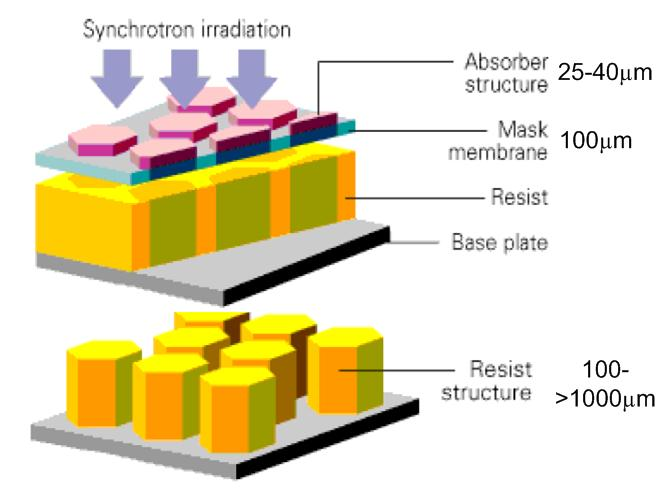 Synchrotron irradiation
Absorber
structure 25-40μm
Mask
membrane 100μm
Resist
Base plate
Resist
structure
100-
>1000μm